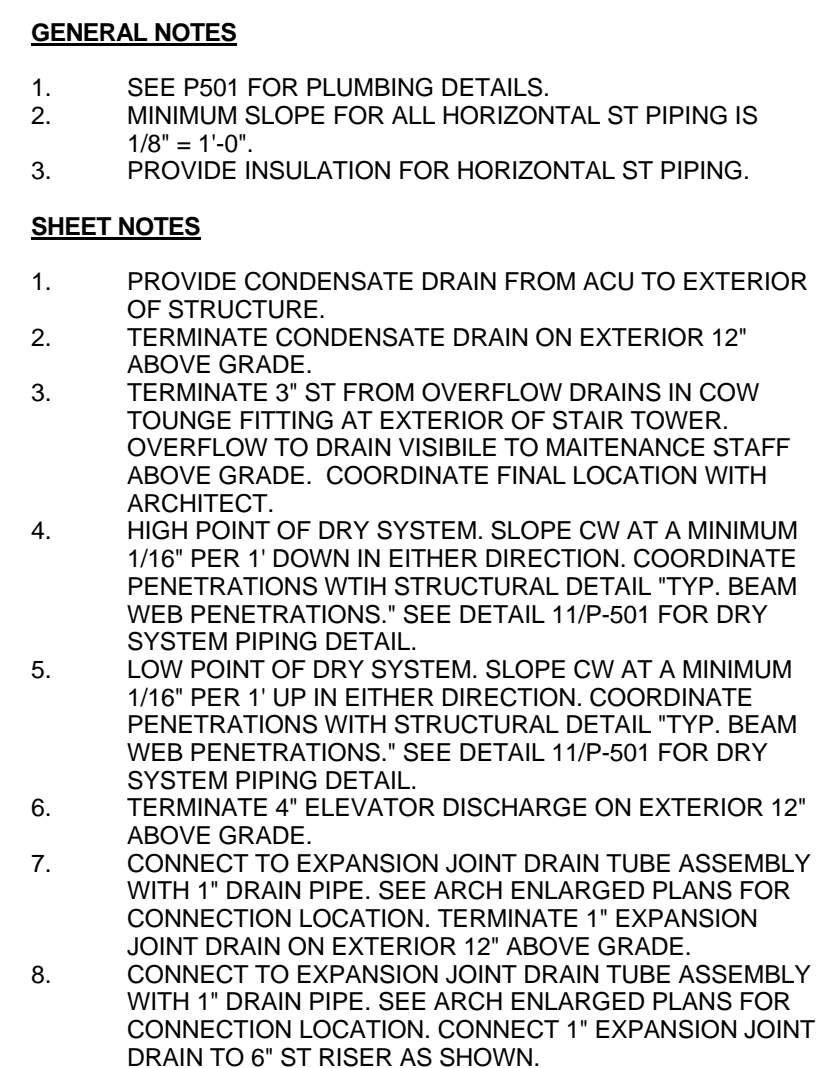 GENERAL NOTES
1. SEE P501 FOR PLUMBING DETAILS.
2. MINIMUM SLOPE FOR ALL HORIZONTAL ST PIPING IS
1/8" = 1'-0".
3. PROVIDE INSULATION FOR HORIZONTAL ST PIPING.
SHEET NOTES
1. PROVIDE CONDENSATE DRAIN FROM ACU TO EXTERIOR
OF STRUCTURE.
2. TERMINATE CONDENSATE DRAIN ON EXTERIOR 12"
ABOVE GRADE.
3. TERMINATE 3" ST FROM OVERFLOW DRAINS IN COW
TOUNGE FITTING AT EXTERIOR OF STAIR TOWER.
OVERFLOW TO DRAIN VISIBILE TO MAITENANCE STAFF
ABOVE GRADE.  COORDINATE FINAL LOCATION WITH
ARCHITECT.
4. HIGH POINT OF DRY SYSTEM. SLOPE CW AT A MINIMUM
1/16" PER 1' DOWN IN EITHER DIRECTION. COORDINATE
PENETRATIONS WTIH STRUCTURAL DETAIL "TYP. BEAM
WEB PENETRATIONS." SEE DETAIL 11/P-501 FOR DRY
SYSTEM PIPING DETAIL.
5. LOW POINT OF DRY SYSTEM. SLOPE CW AT A MINIMUM
1/16" PER 1' UP IN EITHER DIRECTION. COORDINATE
PENETRATIONS WITH STRUCTURAL DETAIL "TYP. BEAM
WEB PENETRATIONS." SEE DETAIL 11/P-501 FOR DRY
SYSTEM PIPING DETAIL.
6. TERMINATE 4" ELEVATOR DISCHARGE ON EXTERIOR 12"
ABOVE GRADE.
7. CONNECT TO EXPANSION JOINT DRAIN TUBE ASSEMBLY
WITH 1" DRAIN PIPE. SEE ARCH ENLARGED PLANS FOR
CONNECTION LOCATION. TERMINATE 1" EXPANSION
JOINT DRAIN ON EXTERIOR 12" ABOVE GRADE.
8. CONNECT TO EXPANSION JOINT DRAIN TUBE ASSEMBLY
WITH 1" DRAIN PIPE. SEE ARCH ENLARGED PLANS FOR
CONNECTION LOCATION. CONNECT 1" EXPANSION JOINT
DRAIN TO 6" ST RISER AS SHOWN.